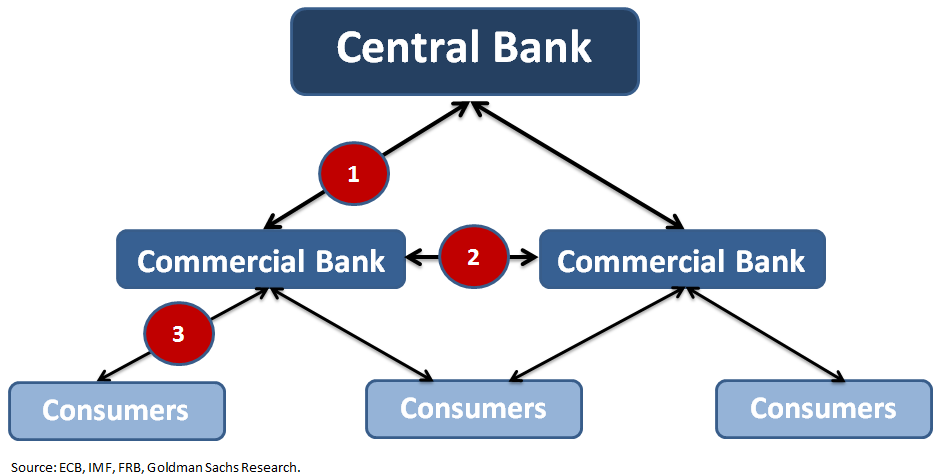 Central Bank
1
Commercial Bank
2
Commercial Bank
3
Consumers
Consumers
Consumers
Source: ECB, IMF, FRB, Goldman Sachs Research.